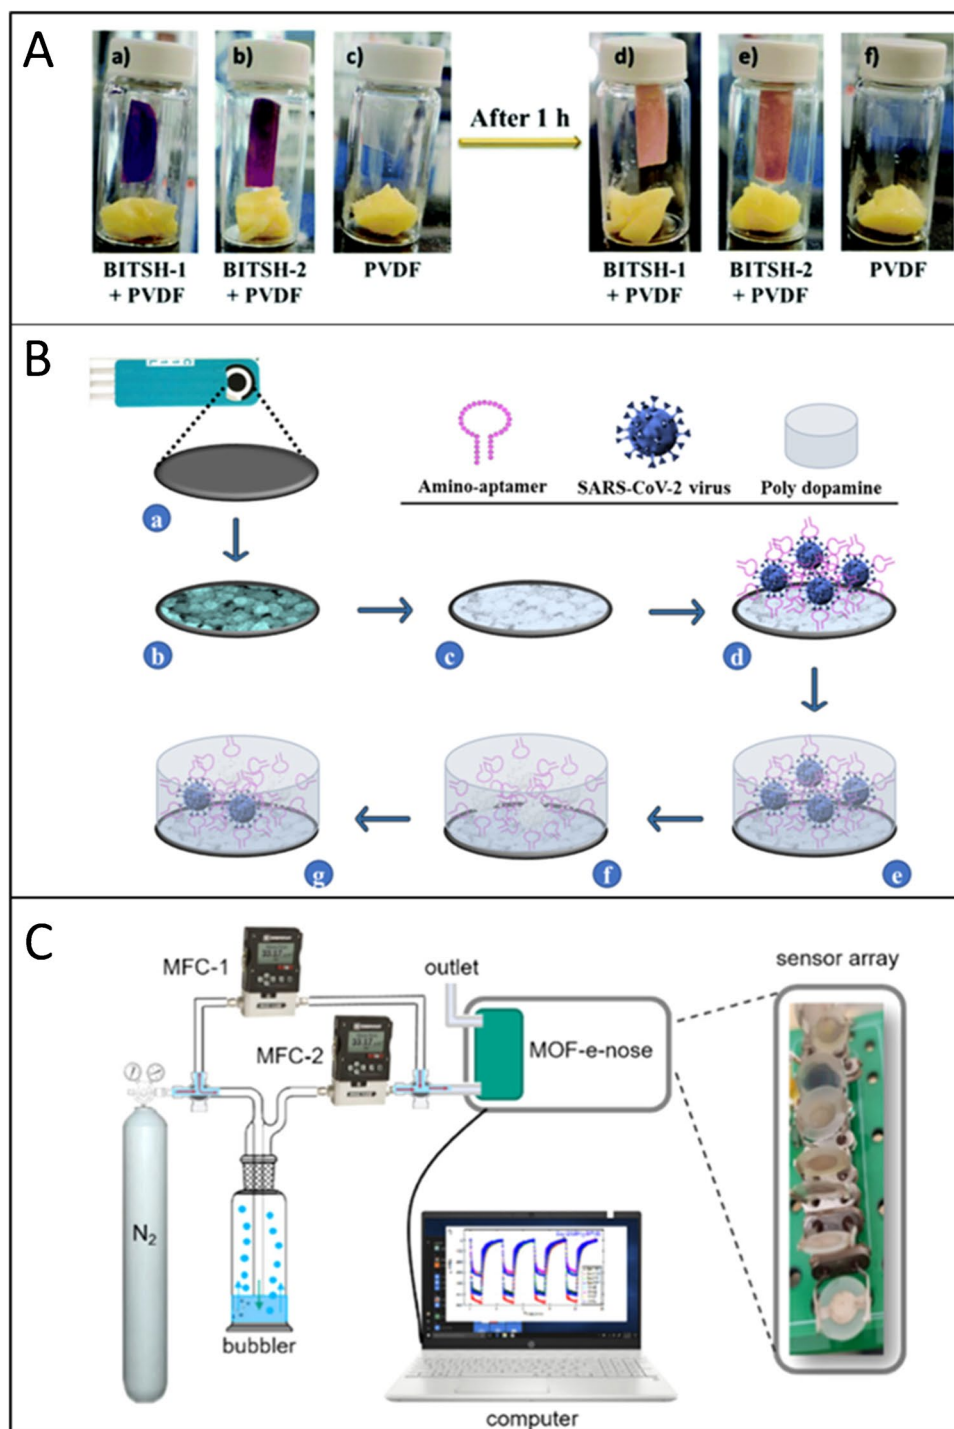 A
a)
b)
c)
d)
e)
f)
After 1 h
BITSH-1
+ PVDF
BITSH-2
+ PVDF
PVDF
BITSH-1
+ PVDF
BITSH-2
+ PVDF
PVDF
B
Amino-aptamer
SARS-CoV-2 virus
Poly dopamine
a
b
c
d
g
f
e
C
MFC-1
outlet
sensor array
MFC-2
MOF-e-nose
N2
bubbler
computer